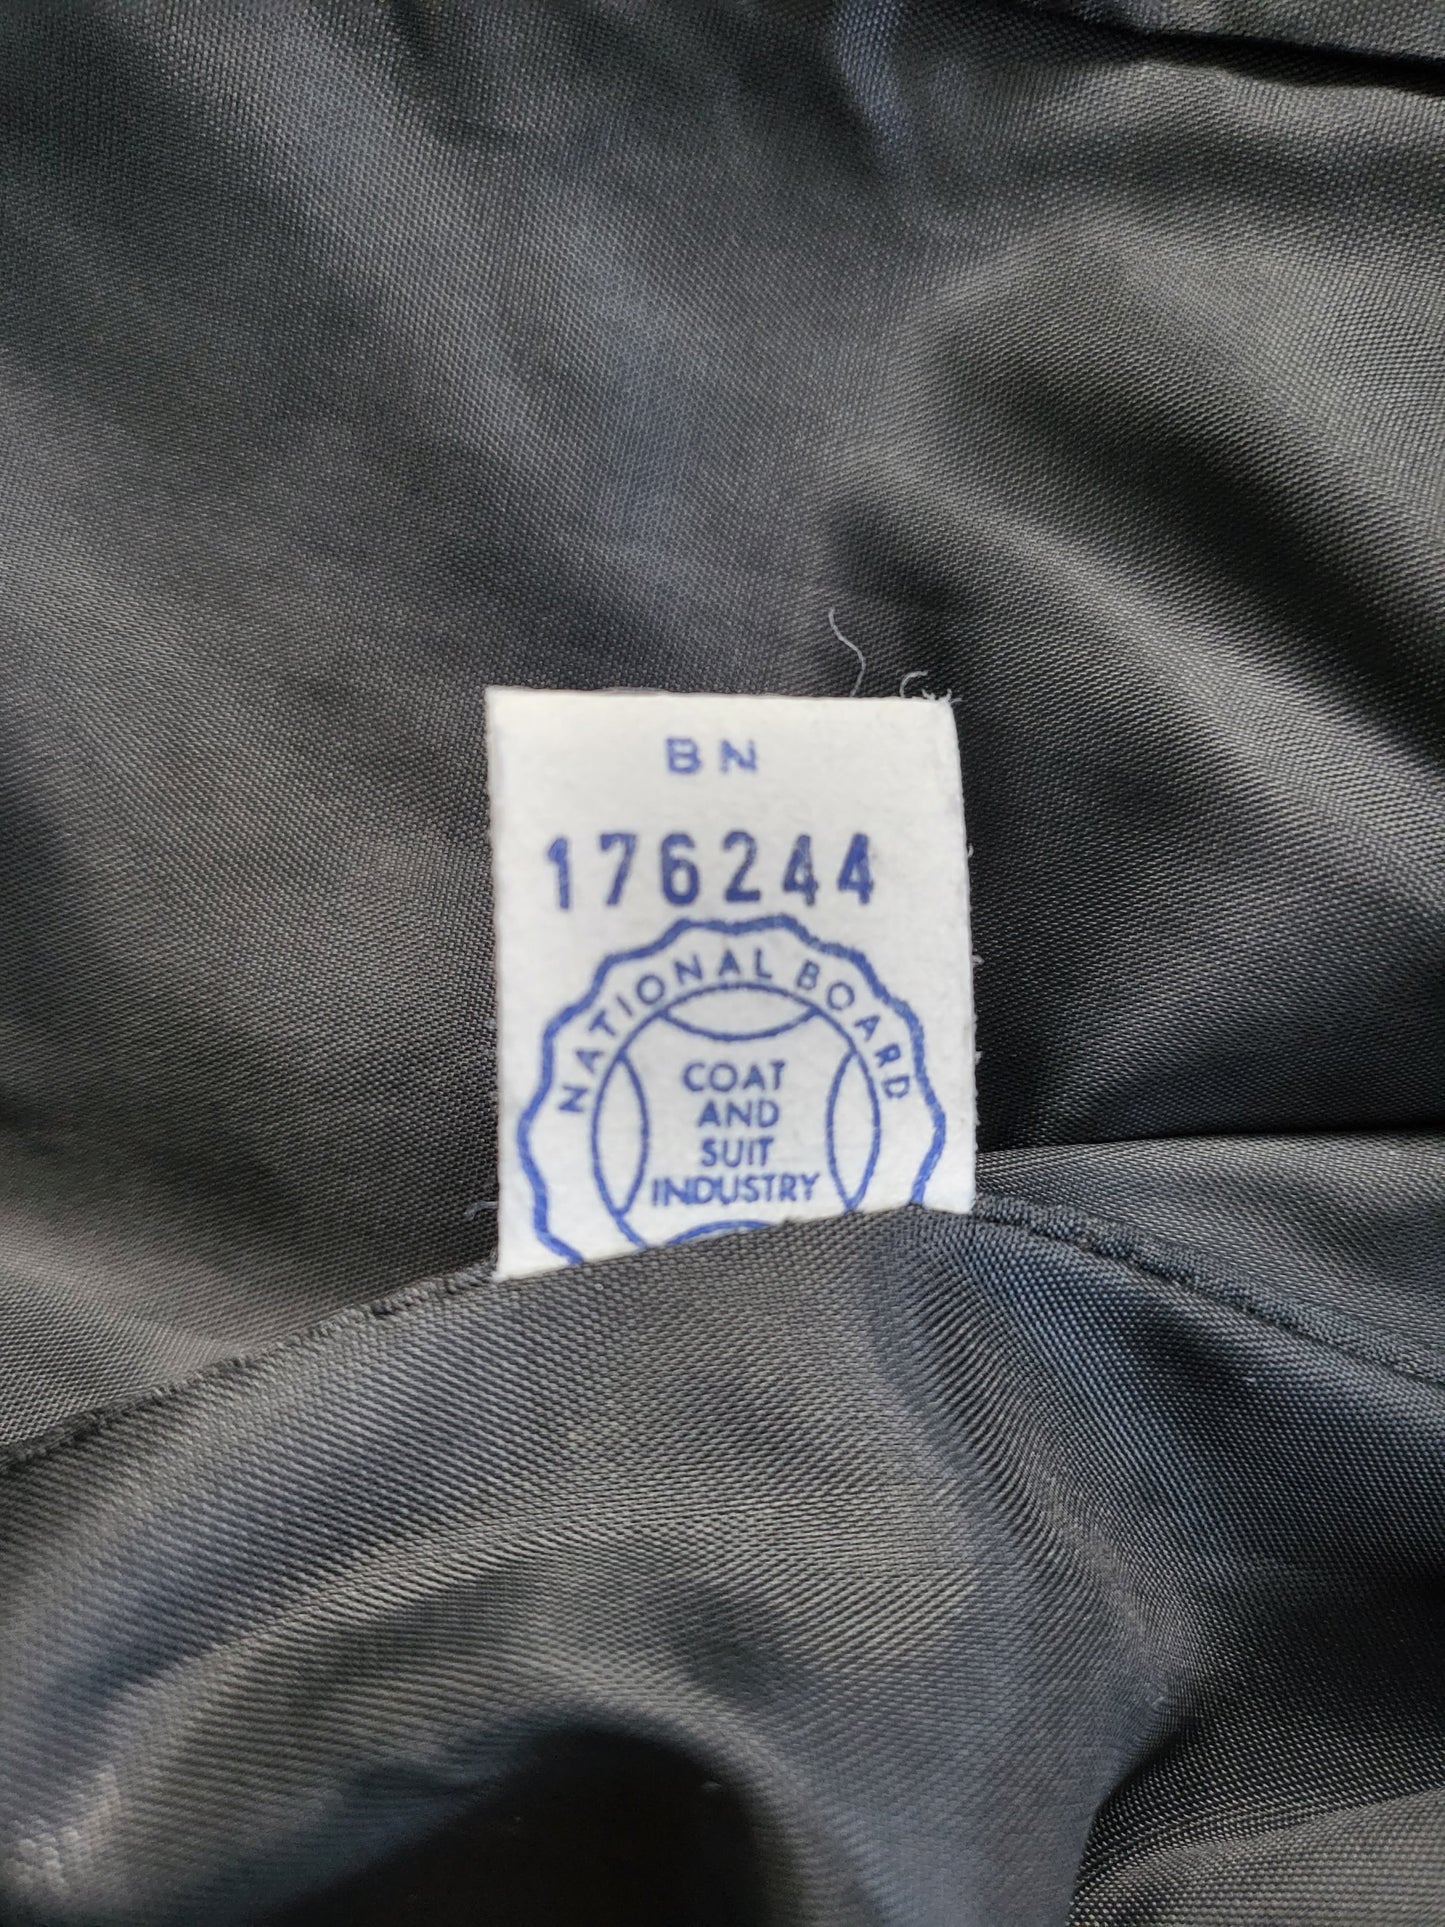 BN
176244
NATIONAL BOARD
COAT
AND
SUIT
INDUSTRY